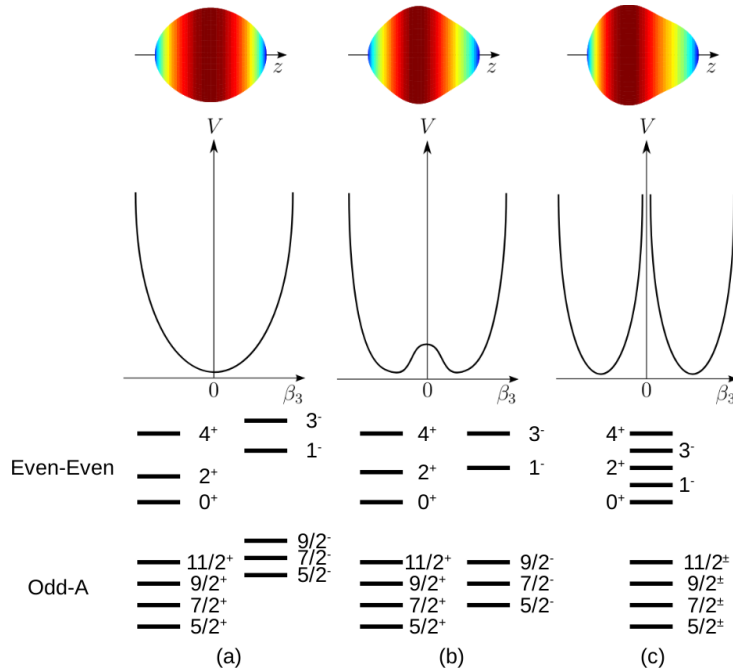 z z z
V V V
0 β₃ 0 β₃ 0 β₃
3⁻
4⁺ 4⁺ 3⁻ 4⁺
1⁻ 3⁻
Even-Even 2⁺ 2⁺ 1⁻ 2⁺
1⁻
0⁺ 0⁺ 0⁺
9/2⁻
11/2⁺ 7/2⁻ 11/2⁺ 9/2⁻ 11/2±
5/2⁻
Odd-A 9/2⁺ 9/2⁺ 7/2⁻ 9/2±
7/2⁺ 7/2⁺ 5/2⁻ 7/2±
5/2⁺ 5/2⁺ 5/2±
(a) (b) (c)